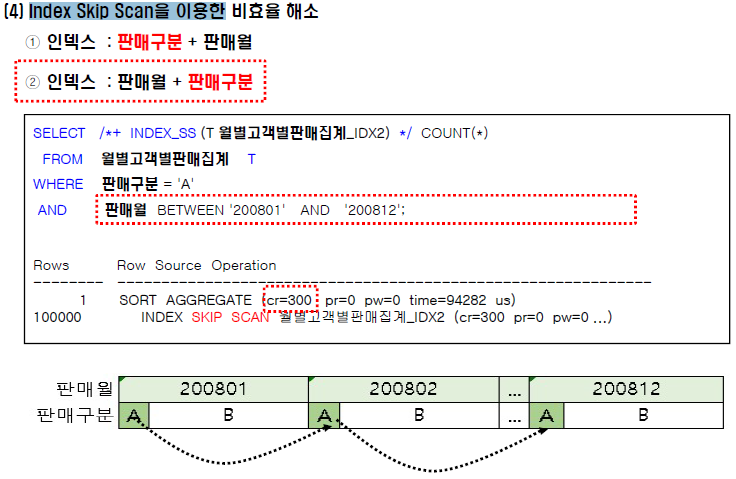 (4) Index Skip Scan을 이용한 비효율 해소
① 인덱스 : 판매구분 + 판매월
② 인덱스 : 판매월 + 판매구분
SELECT /*+ INDEX_SS (T 월별고객별판매집계_IDX2) */ COUNT(*)
FROM 월별고객별판매집계 T
WHERE 판매구분 = 'A'
AND 판매월 BETWEEN '200801' AND '200812';
Rows Row Source Operation
-------- ---------------------------------------------------------------
1 SORT AGGREGATE (cr=300 pr=0 pw=0 time=94282 us)
100000 INDEX SKIP SCAN 월별고객별판매집계_IDX2 (cr=300 pr=0 pw=0 ...)
판매월 200801 200802 ... 200812
판매구분 A B A B ... A B